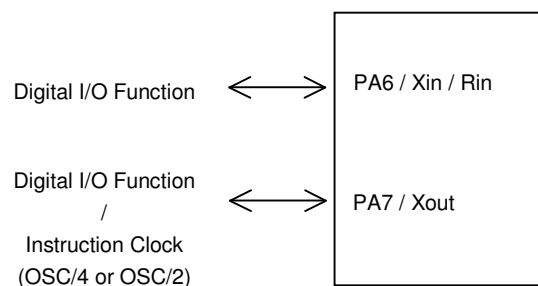 Digital I/O Function
PA6 / Xin / Rin
Digital I/O Function
/
Instruction Clock
(OSC/4 or OSC/2)
PA7 / Xout